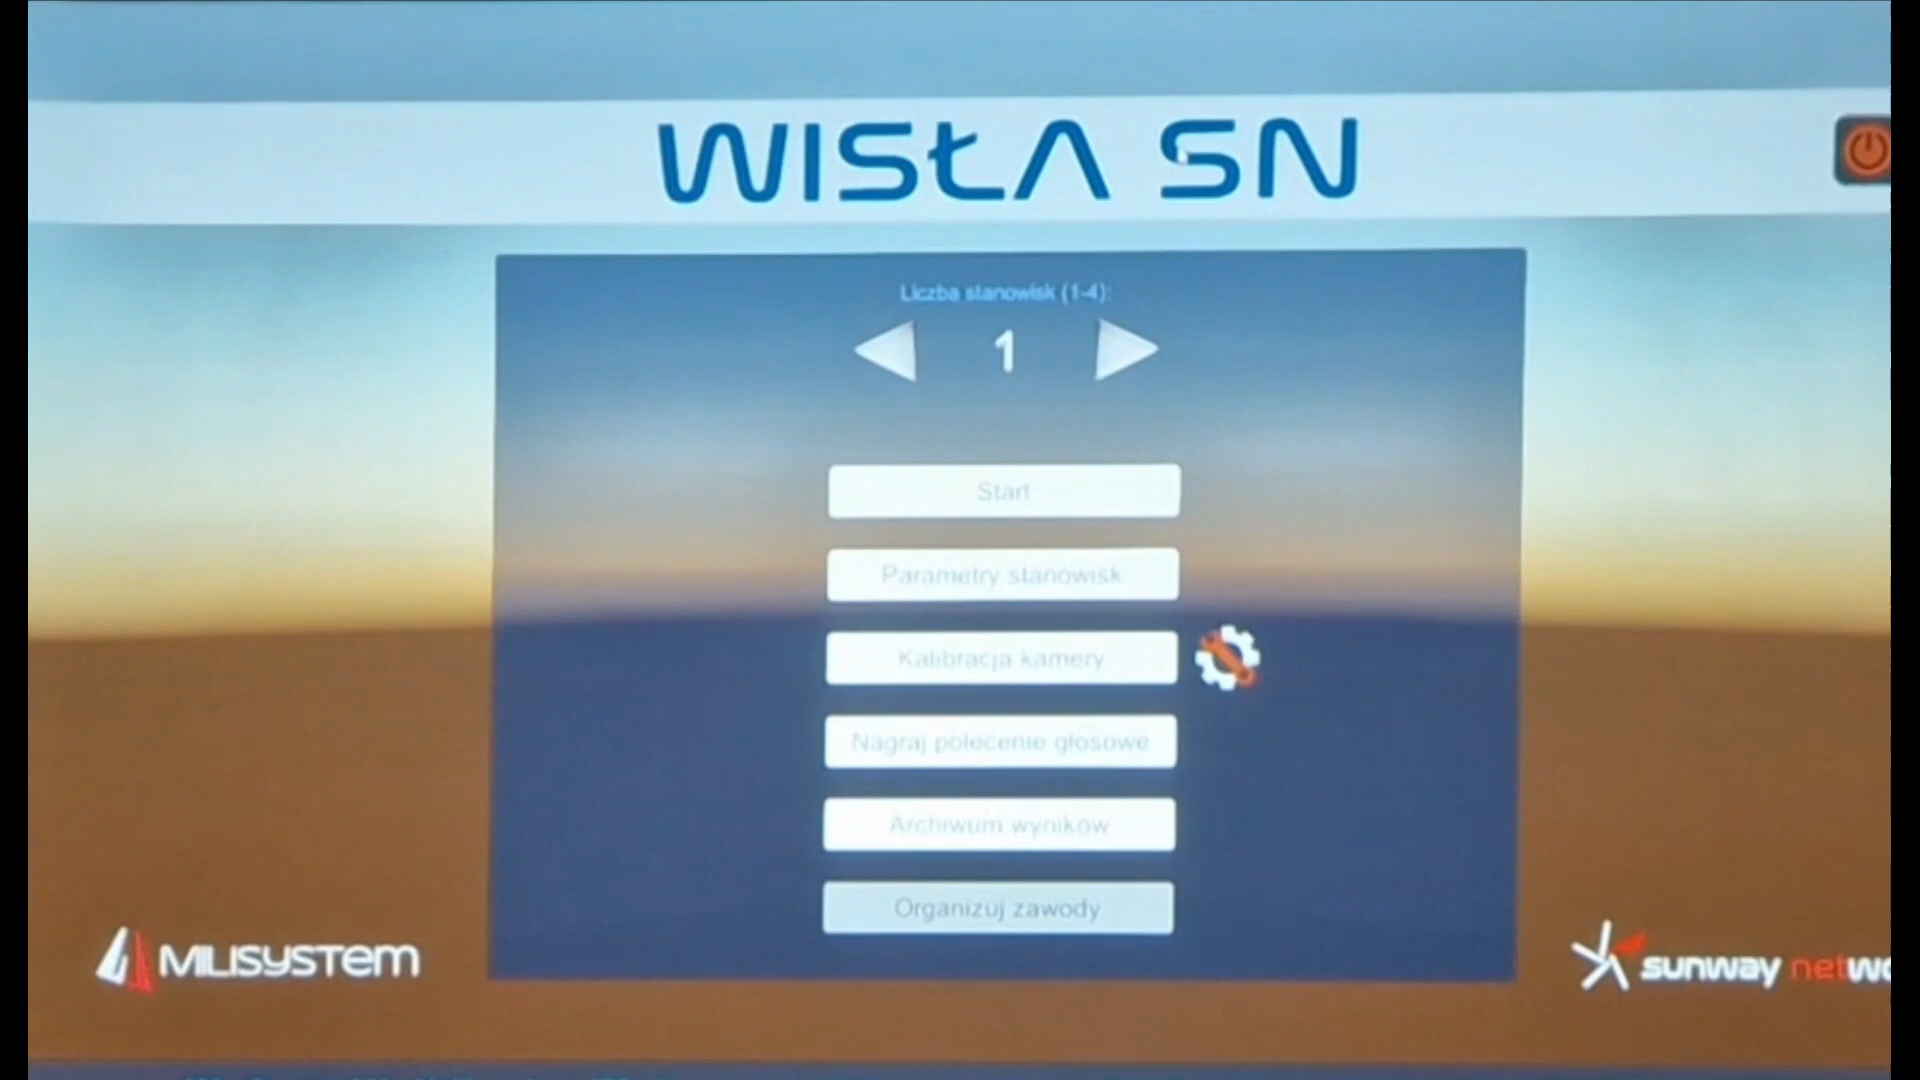 WISŁA SN
Liczba stanowisk (1-4):
1
Start
Parametry stanowisk
Kalibracja kamery
Nagraj polecenie głosowe
Archiwum wyników
Organizuj zawody
MILISYSTEM
sunway